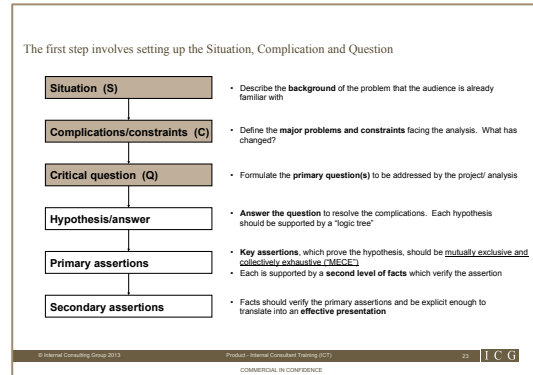 The first step involves setting up the Situation, Complication and Question
Situation (S)
• Describe the background of the problem that the audience is already
familiar with
Complications/constraints (C)
• Define the major problems and constraints facing the analysis. What has
changed?
Critical question (Q)
• Formulate the primary question(s) to be addressed by the project/ analysis
Hypothesis/answer
• Answer the question to resolve the complications. Each hypothesis
should be supported by a “logic tree”
Primary assertions
• Key assertions, which prove the hypothesis, should be mutually exclusive and
collectively exhaustive (“MECE”)
• Each is supported by a second level of facts which verify the assertion
Secondary assertions
• Facts should verify the primary assertions and be explicit enough to
translate into an effective presentation
© Internal Consulting Group 2013 Product - Internal Consultant Training (ICT) 23 I C G
COMMERCIAL IN CONFIDENCE